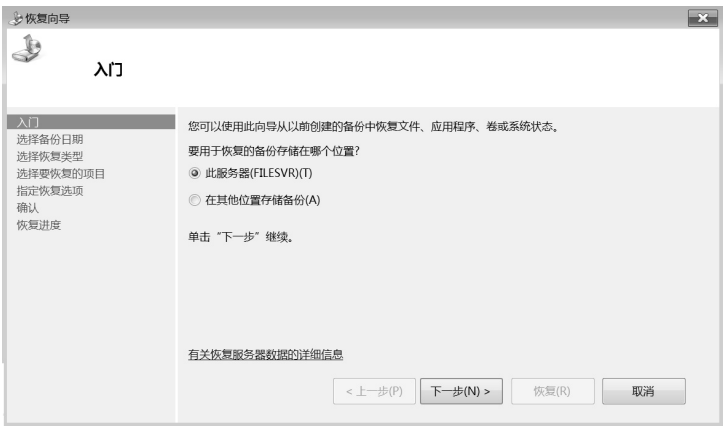 恢复向导
入门
入门
选择备份日期
选择恢复类型
选择要恢复的项目
指定恢复选项
确认
恢复进度
您可以使用此向导从以前创建的备份中恢复文件、应用程序、卷或系统状态。
要用于恢复的备份存储在哪个位置?
此服务器(FILESVR)(T)
在其他位置存储备份(A)
单击“下一步”继续。
有关恢复服务器数据的详细信息
< 上一步(P) 下一步(N) > 恢复(R) 取消